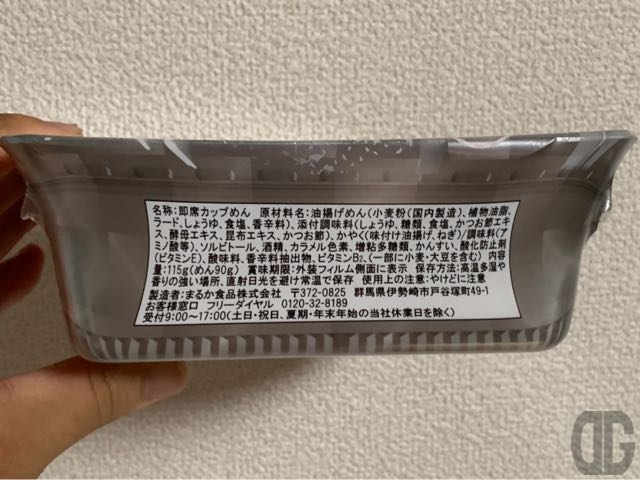 名称:即席カップめん 原材料名:油揚げめん(小麦粉(国内製造)、植物油脂、
ラード、しょうゆ、食塩、香辛料)、添付調味料(しょうゆ、糖類、食塩、かつお節エキ
ス、酵母エキス、昆布エキス、かつお節)、かやく(味付け油揚げ、ねぎ)/調味料(ア
ミノ酸等)、ソルビトール、酒精、カラメル色素、増粘多糖類、かんすい、酸化防止剤
(ビタミンE)、酸味料、香辛料抽出物、ビタミンB2、(一部に小麦・大豆を含む) 内容
量:115g(めん90g) 賞味期限:外装フィルム側面に表示 保存方法:高温多湿や
香りの強い場所、直射日光を避けて常温で保存 使用上の注意:やけどに注意
製造者:まるか食品株式会社 〒372-0825 群馬県伊勢崎市戸谷塚町49-1
お客様窓口 フリーダイヤル 0120-32-8189
受付9:00~17:00(土・日・祝日、夏期・年末年始の当社休業日を除く)
DG